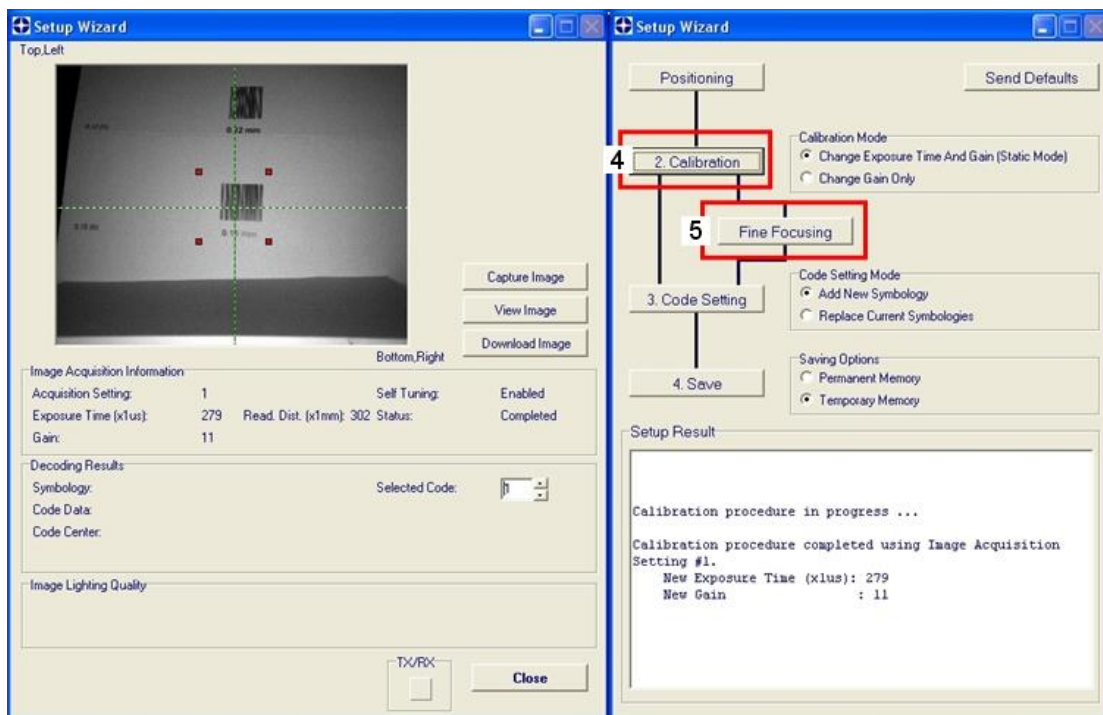 Setup Wizard
Top,Left
0.22 mm
Capture Image
View Image
Download Image
Bottom,Right
Image Acquisition Information
Acquisition Setting: 1 Self Tuning: Enabled
Exposure Time (x1us): 279 Read. Dist. (x1mm): 302 Status: Completed
Gain: 11
Decoding Results
Symbology: Selected Code: 1
Code Data:
Code Center:
Image Lighting Quality
TX/RX
Close
Setup Wizard
Positioning
Send Defaults
4
2. Calibration
Calibration Mode
Change Exposure Time And Gain (Static Mode)
Change Gain Only
5
Fine Focusing
3. Code Setting
Code Setting Mode
Add New Symbology
Replace Current Symbologies
4. Save
Saving Options
Permanent Memory
Temporary Memory
Setup Result
Calibration procedure in progress ...
Calibration procedure completed using Image Acquisition
Setting #1.
New Exposure Time (x1us): 279
New Gain : 11